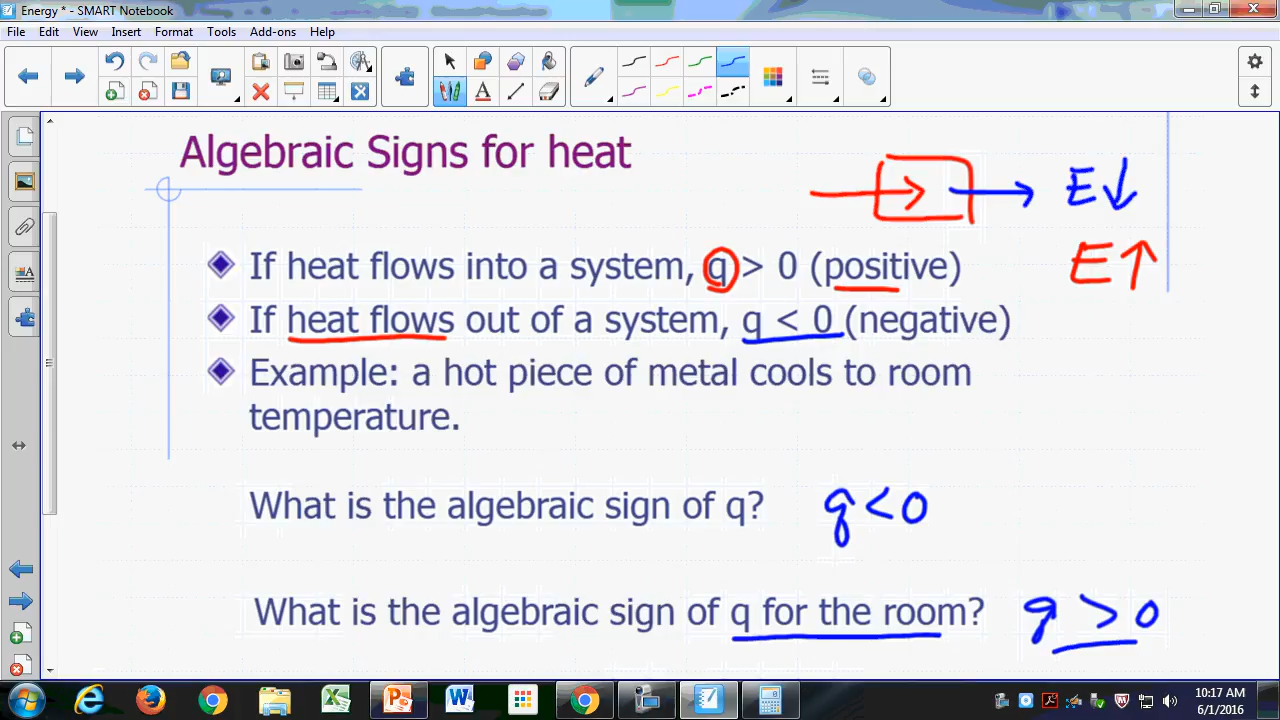 Energy * - SMART Notebook
File Edit View Insert Format Tools Add-ons Help
Algebraic Signs for heat
E↓
E↑
If heat flows into a system, q > 0 (positive)
If heat flows out of a system, q < 0 (negative)
Example: a hot piece of metal cools to room
temperature.
What is the algebraic sign of q? q<0
What is the algebraic sign of q for the room? q >0
10:17 AM
6/1/2016